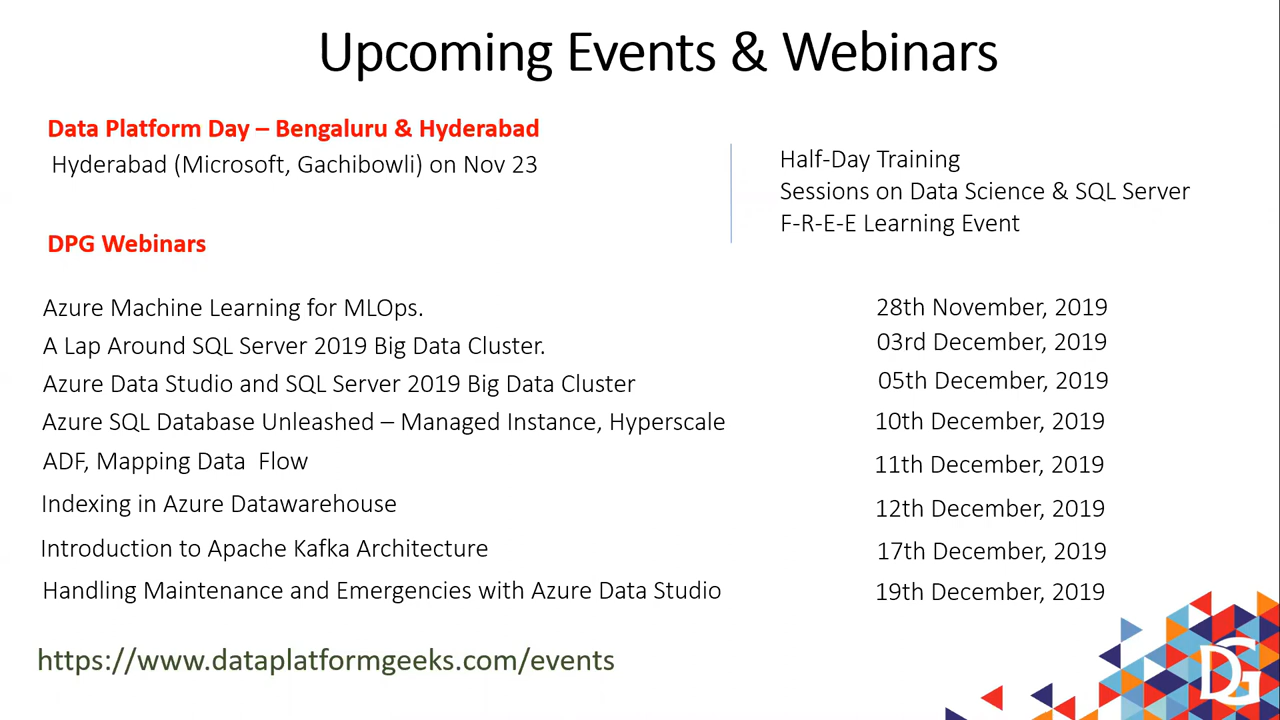 Upcoming Events & Webinars
Data Platform Day – Bengaluru & Hyderabad
Hyderabad (Microsoft, Gachibowli) on Nov 23
Half-Day Training
Sessions on Data Science & SQL Server
F-R-E-E Learning Event
DPG Webinars
Azure Machine Learning for MLOps. 28th November, 2019
A Lap Around SQL Server 2019 Big Data Cluster. 03rd December, 2019
Azure Data Studio and SQL Server 2019 Big Data Cluster 05th December, 2019
Azure SQL Database Unleashed – Managed Instance, Hyperscale 10th December, 2019
ADF, Mapping Data  Flow 11th December, 2019
Indexing in Azure Datawarehouse 12th December, 2019
Introduction to Apache Kafka Architecture 17th December, 2019
Handling Maintenance and Emergencies with Azure Data Studio 19th December, 2019
https://www.dataplatformgeeks.com/events
DG